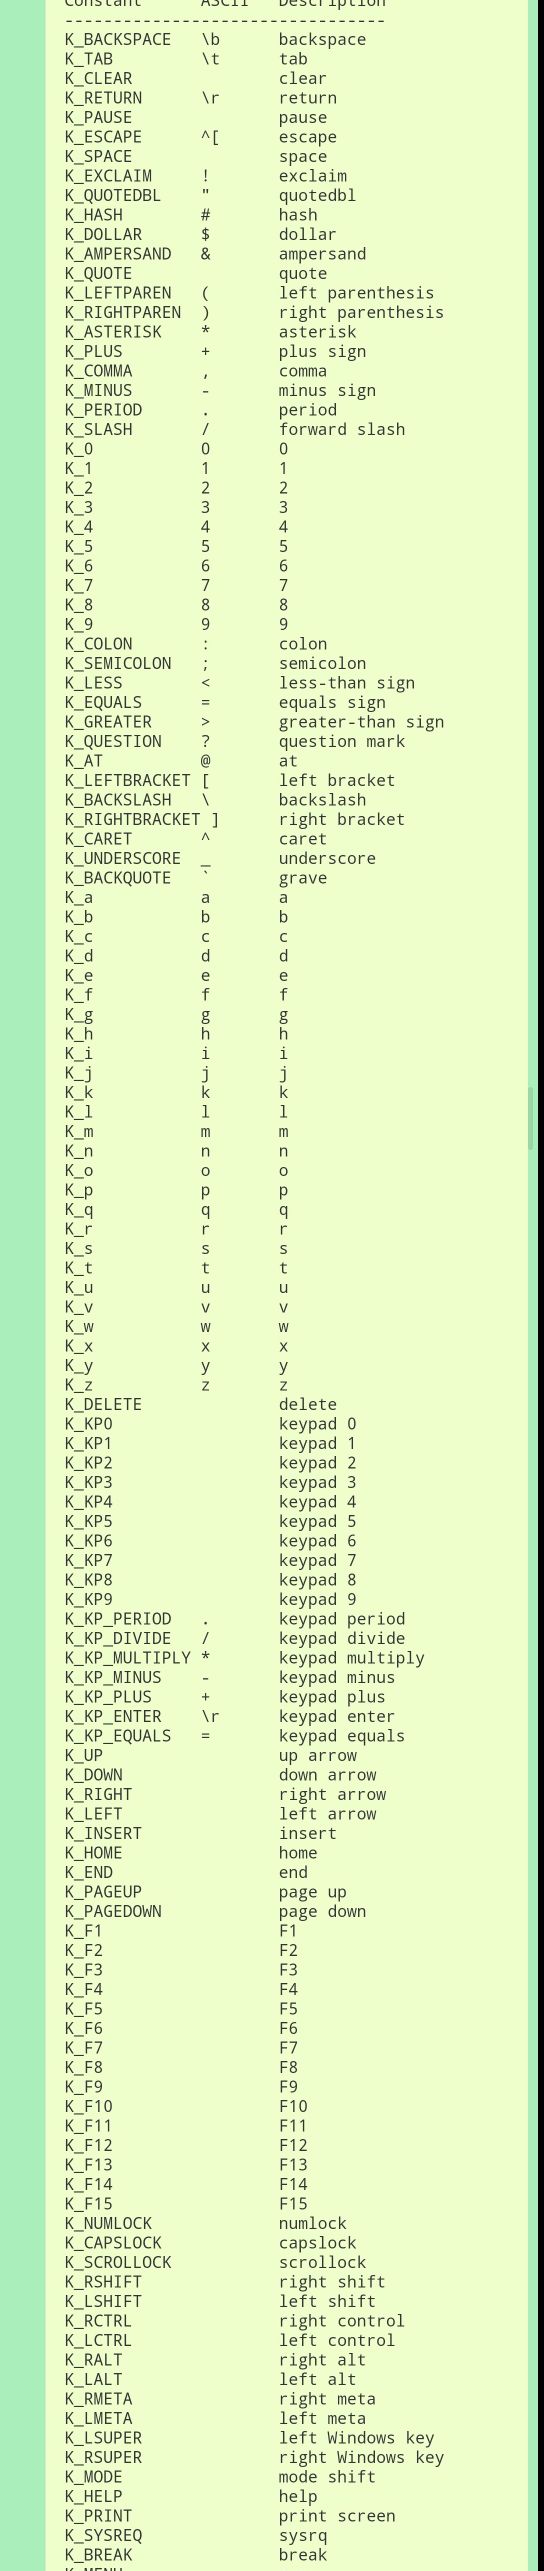 Constant      ASCII   Description
---------------------------------
K_BACKSPACE   \b      backspace
K_TAB         \t      tab
K_CLEAR               clear
K_RETURN      \r      return
K_PAUSE               pause
K_ESCAPE      ^[      escape
K_SPACE               space
K_EXCLAIM     !       exclaim
K_QUOTEDBL    "       quotedbl
K_HASH        #       hash
K_DOLLAR      $       dollar
K_AMPERSAND   &       ampersand
K_QUOTE               quote
K_LEFTPAREN   (       left parenthesis
K_RIGHTPAREN  )       right parenthesis
K_ASTERISK    *       asterisk
K_PLUS        +       plus sign
K_COMMA       ,       comma
K_MINUS       -       minus sign
K_PERIOD      .       period
K_SLASH       /       forward slash
K_0           0       0
K_1           1       1
K_2           2       2
K_3           3       3
K_4           4       4
K_5           5       5
K_6           6       6
K_7           7       7
K_8           8       8
K_9           9       9
K_COLON       :       colon
K_SEMICOLON   ;       semicolon
K_LESS        <       less-than sign
K_EQUALS      =       equals sign
K_GREATER     >       greater-than sign
K_QUESTION    ?       question mark
K_AT          @       at
K_LEFTBRACKET [       left bracket
K_BACKSLASH   \       backslash
K_RIGHTBRACKET ]      right bracket
K_CARET       ^       caret
K_UNDERSCORE  _       underscore
K_BACKQUOTE   `       grave
K_a           a       a
K_b           b       b
K_c           c       c
K_d           d       d
K_e           e       e
K_f           f       f
K_g           g       g
K_h           h       h
K_i           i       i
K_j           j       j
K_k           k       k
K_l           l       l
K_m           m       m
K_n           n       n
K_o           o       o
K_p           p       p
K_q           q       q
K_r           r       r
K_s           s       s
K_t           t       t
K_u           u       u
K_v           v       v
K_w           w       w
K_x           x       x
K_y           y       y
K_z           z       z
K_DELETE              delete
K_KP0                 keypad 0
K_KP1                 keypad 1
K_KP2                 keypad 2
K_KP3                 keypad 3
K_KP4                 keypad 4
K_KP5                 keypad 5
K_KP6                 keypad 6
K_KP7                 keypad 7
K_KP8                 keypad 8
K_KP9                 keypad 9
K_KP_PERIOD   .       keypad period
K_KP_DIVIDE   /       keypad divide
K_KP_MULTIPLY *       keypad multiply
K_KP_MINUS    -       keypad minus
K_KP_PLUS     +       keypad plus
K_KP_ENTER    \r      keypad enter
K_KP_EQUALS   =       keypad equals
K_UP                  up arrow
K_DOWN                down arrow
K_RIGHT               right arrow
K_LEFT                left arrow
K_INSERT              insert
K_HOME                home
K_END                 end
K_PAGEUP              page up
K_PAGEDOWN            page down
K_F1                  F1
K_F2                  F2
K_F3                  F3
K_F4                  F4
K_F5                  F5
K_F6                  F6
K_F7                  F7
K_F8                  F8
K_F9                  F9
K_F10                 F10
K_F11                 F11
K_F12                 F12
K_F13                 F13
K_F14                 F14
K_F15                 F15
K_NUMLOCK             numlock
K_CAPSLOCK            capslock
K_SCROLLOCK           scrollock
K_RSHIFT              right shift
K_LSHIFT              left shift
K_RCTRL               right control
K_LCTRL               left control
K_RALT                right alt
K_LALT                left alt
K_RMETA               right meta
K_LMETA               left meta
K_LSUPER              left Windows key
K_RSUPER              right Windows key
K_MODE                mode shift
K_HELP                help
K_PRINT               print screen
K_SYSREQ              sysrq
K_BREAK               break